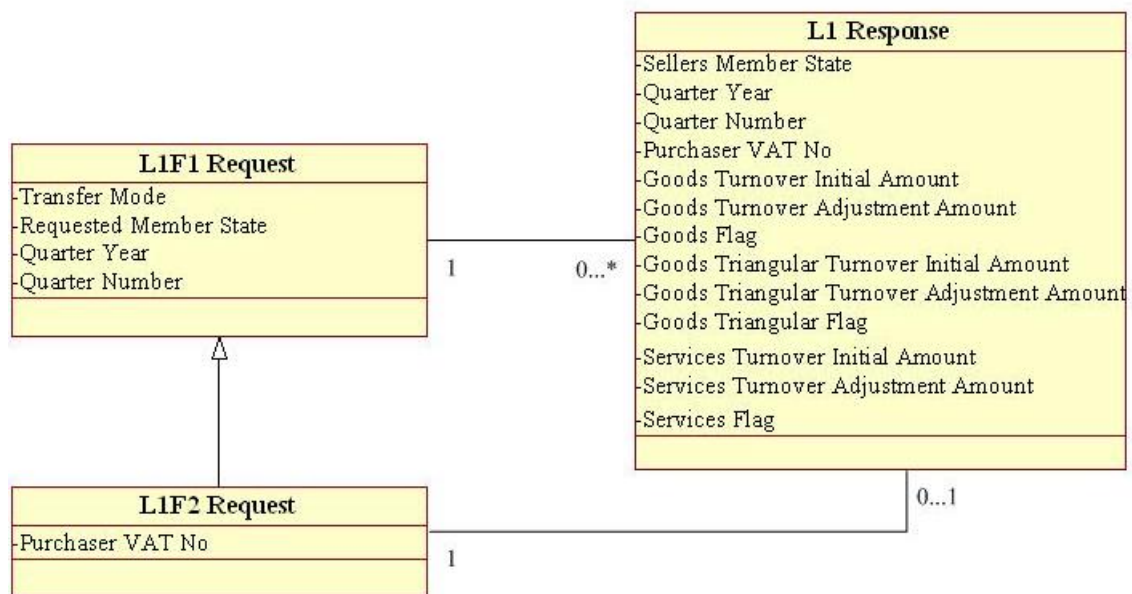 L1 Response
-Sellers Member State
-Quarter Year
-Quarter Number
-Purchaser VAT No
-Goods Turnover Initial Amount
-Goods Turnover Adjustment Amount
-Goods Flag
-Goods Triangular Turnover Initial Amount
-Goods Triangular Turnover Adjustment Amount
-Goods Triangular Flag
-Services Turnover Initial Amount
-Services Turnover Adjustment Amount
-Services Flag
L1F1 Request
-Transfer Mode
-Requested Member State
-Quarter Year
-Quarter Number
1
0...*
L1F2 Request
-Purchaser VAT No
1
0...1